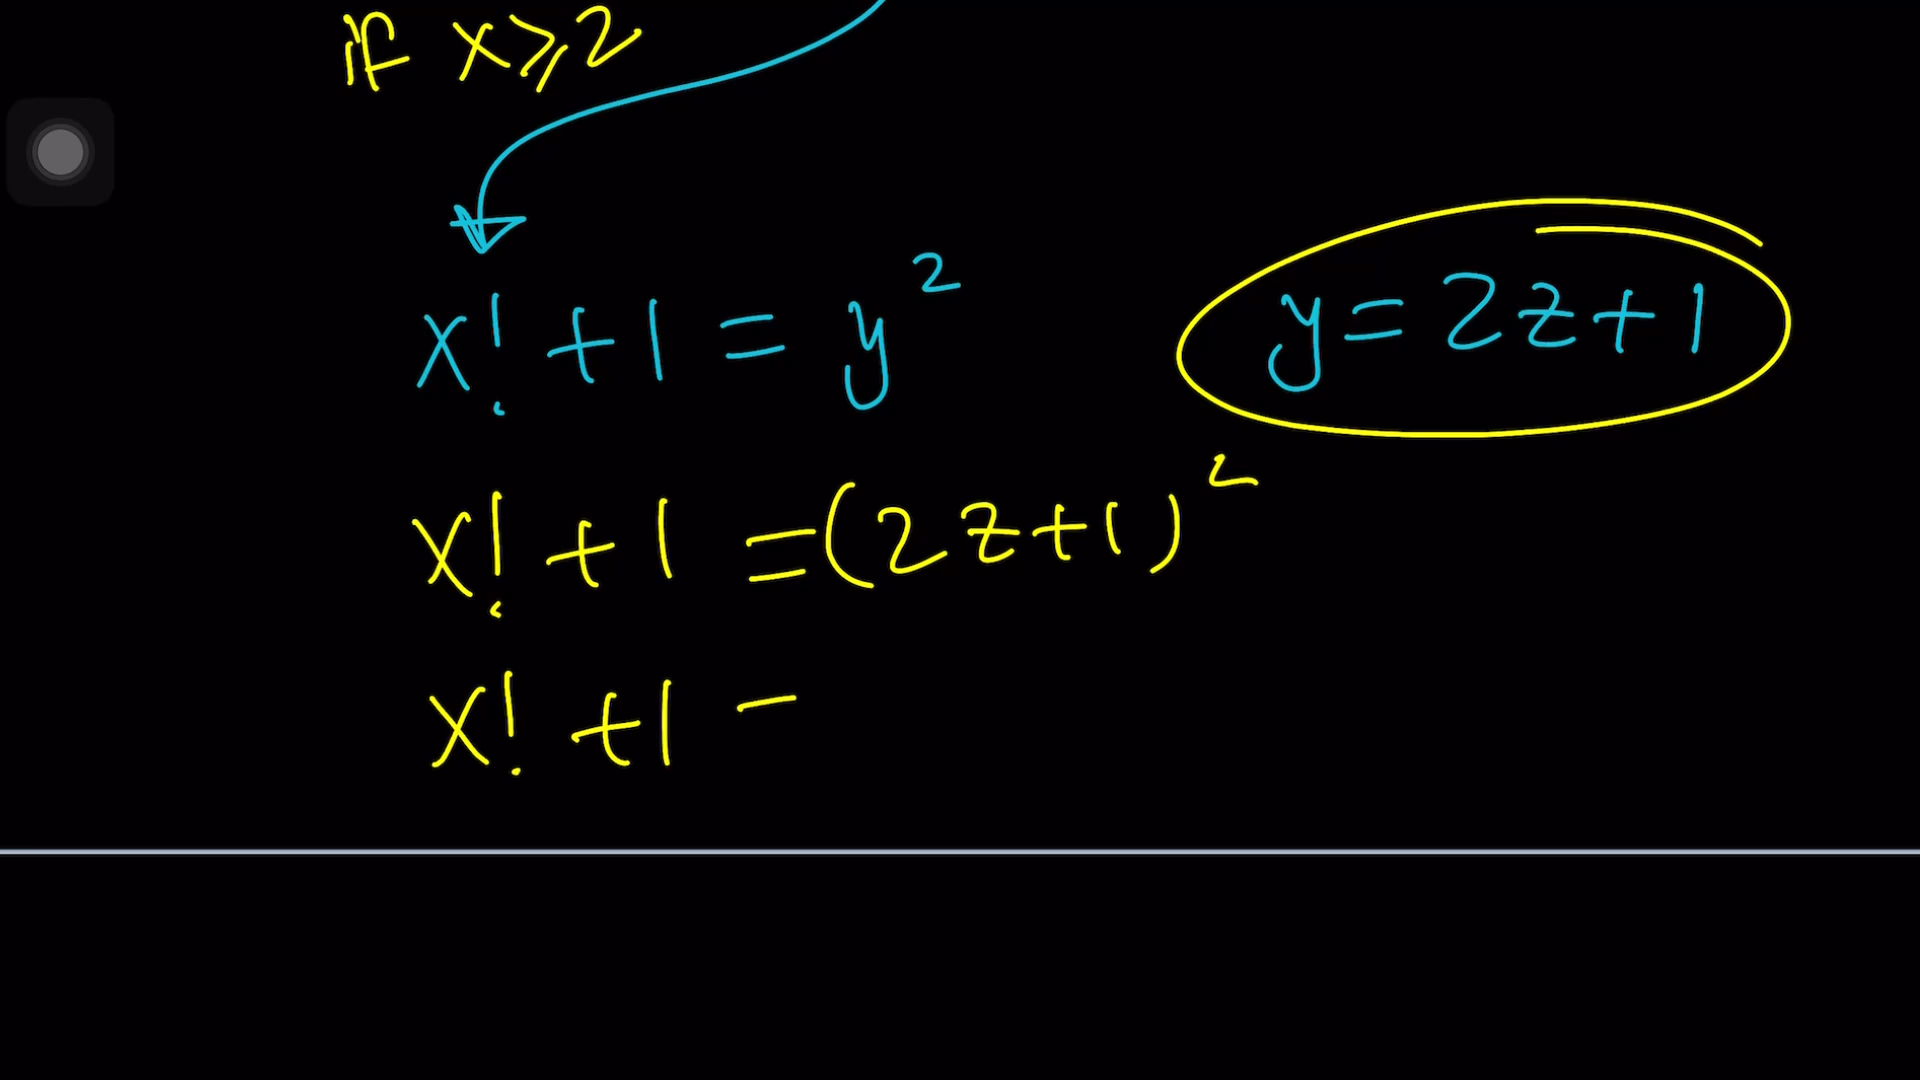 if x⩾2
x! + 1 = y² y = 2z+1
x! + 1 = (2z+1)²
x! +1 -